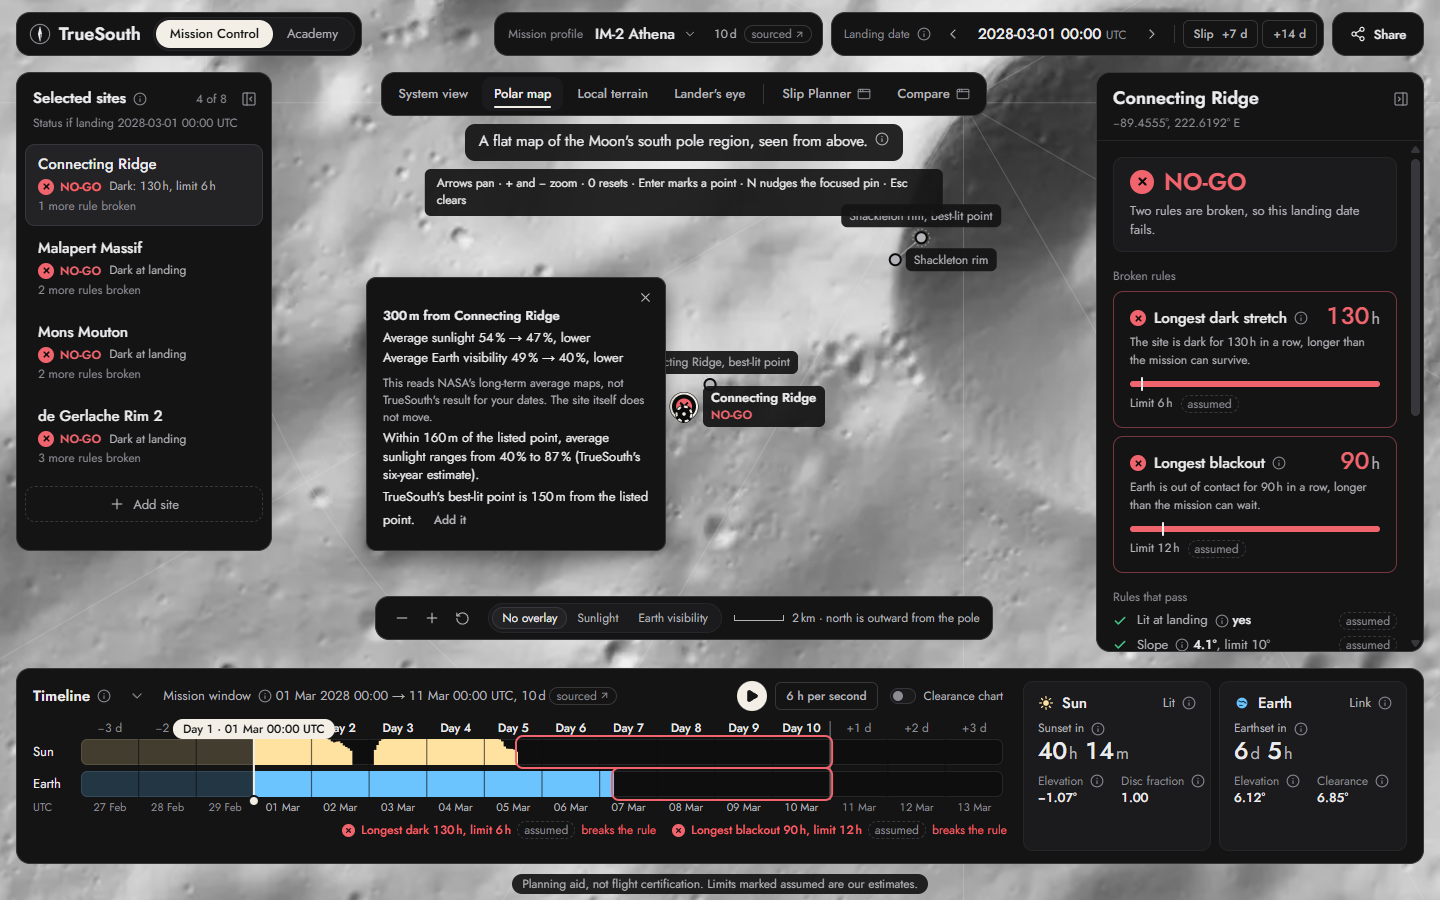 TrueSouth
Mission Control
Academy
Mission profile
IM-2 Athena
10 d
sourced ↗
Landing date
2028-03-01 00:00 UTC
Slip +7 d
+14 d
Share
Selected sites
4 of 8
Status if landing 2028-03-01 00:00 UTC
Connecting Ridge
NO-GO Dark: 130 h, limit 6 h
1 more rule broken
Malapert Massif
NO-GO Dark at landing
2 more rules broken
Mons Mouton
NO-GO Dark at landing
2 more rules broken
de Gerlache Rim 2
NO-GO Dark at landing
3 more rules broken
+ Add site
System view
Polar map
Local terrain
Lander's eye
Slip Planner
Compare
A flat map of the Moon's south pole region, seen from above.
Arrows pan · + and − zoom · 0 resets · Enter marks a point · N nudges the focused pin · Esc
clears
Shackleton rim, best-lit point
Shackleton rim
300 m from Connecting Ridge
Average sunlight 54 % → 47 %, lower
Average Earth visibility 49 % → 40 %, lower
This reads NASA's long-term average maps, not
TrueSouth's result for your dates. The site itself does
not move.
Within 160 m of the listed point, average
sunlight ranges from 40 % to 87 % (TrueSouth's
six-year estimate).
TrueSouth's best-lit point is 150 m from the listed
point. Add it
cting Ridge, best-lit point
Connecting Ridge
NO-GO
No overlay
Sunlight
Earth visibility
2 km · north is outward from the pole
Connecting Ridge
−89.4555°, 222.6192° E
NO-GO
Two rules are broken, so this landing date
fails.
Broken rules
Longest dark stretch 130 h
The site is dark for 130 h in a row, longer than
the mission can survive.
Limit 6 h assumed
Longest blackout 90 h
Earth is out of contact for 90 h in a row, longer
than the mission can wait.
Limit 12 h assumed
Rules that pass
Lit at landing yes assumed
Slope 4.1°, limit 10° assumed
Timeline
Mission window 01 Mar 2028 00:00 → 11 Mar 00:00 UTC, 10 d sourced ↗
6 h per second
Clearance chart
−3 d −2 Day 1 · 01 Mar 00:00 UTC ay 2 Day 3 Day 4 Day 5 Day 6 Day 7 Day 8 Day 9 Day 10 +1 d +2 d +3 d
Sun
Earth
UTC 27 Feb 28 Feb 29 Feb 01 Mar 02 Mar 03 Mar 04 Mar 05 Mar 06 Mar 07 Mar 08 Mar 09 Mar 10 Mar 11 Mar 12 Mar 13 Mar
Longest dark 130 h, limit 6 h assumed breaks the rule
Longest blackout 90 h, limit 12 h assumed breaks the rule
Sun
Lit
Sunset in
40 h 14 m
Elevation
−1.07°
Disc fraction
1.00
Earth
Link
Earthset in
6 d 5 h
Elevation
6.12°
Clearance
6.85°
Planning aid, not flight certification. Limits marked assumed are our estimates.